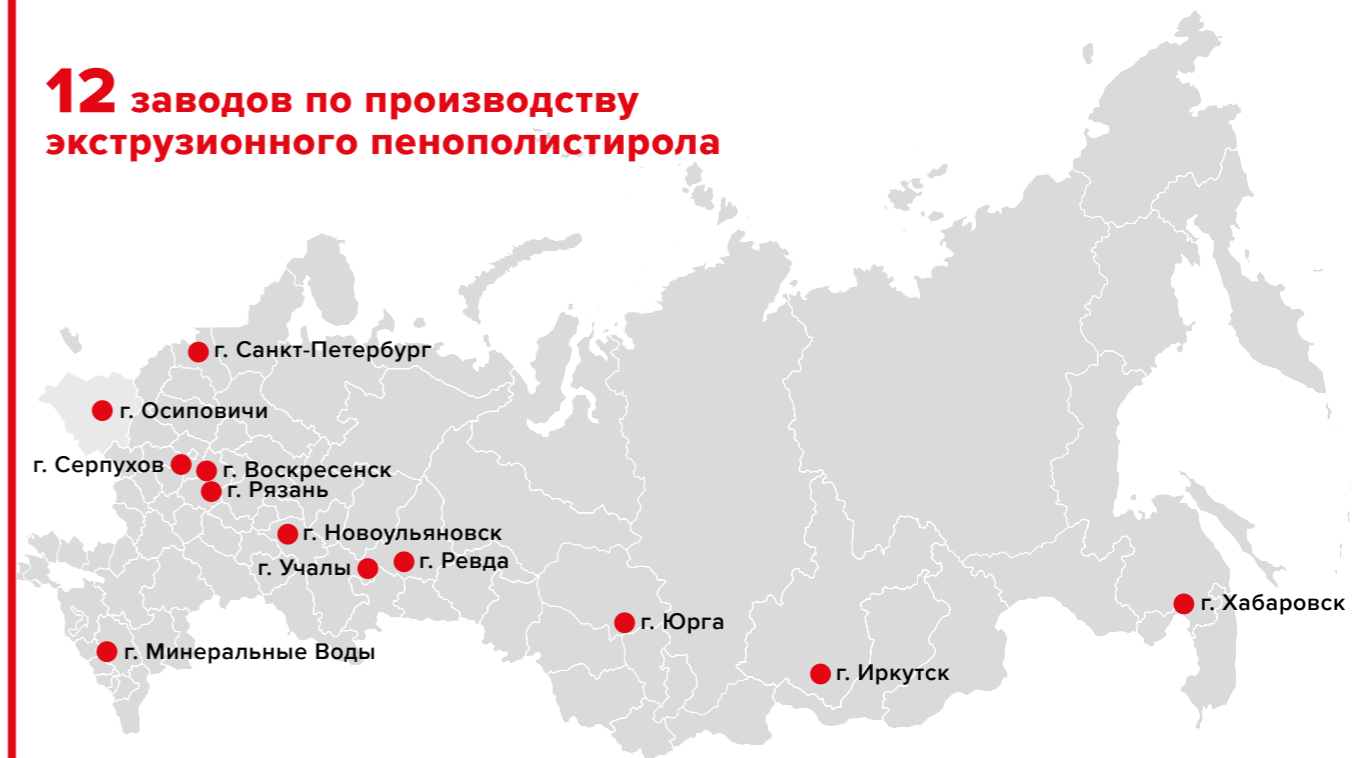 12 заводов по производству
экструзионного пенополистирола
г. Санкт-Петербург
г. Осиповичи
г. Серпухов
г. Воскресенск
г. Рязань
г. Новоульяновск
г. Учалы
г. Ревда
г. Юрга
г. Хабаровск
г. Минеральные Воды
г. Иркутск